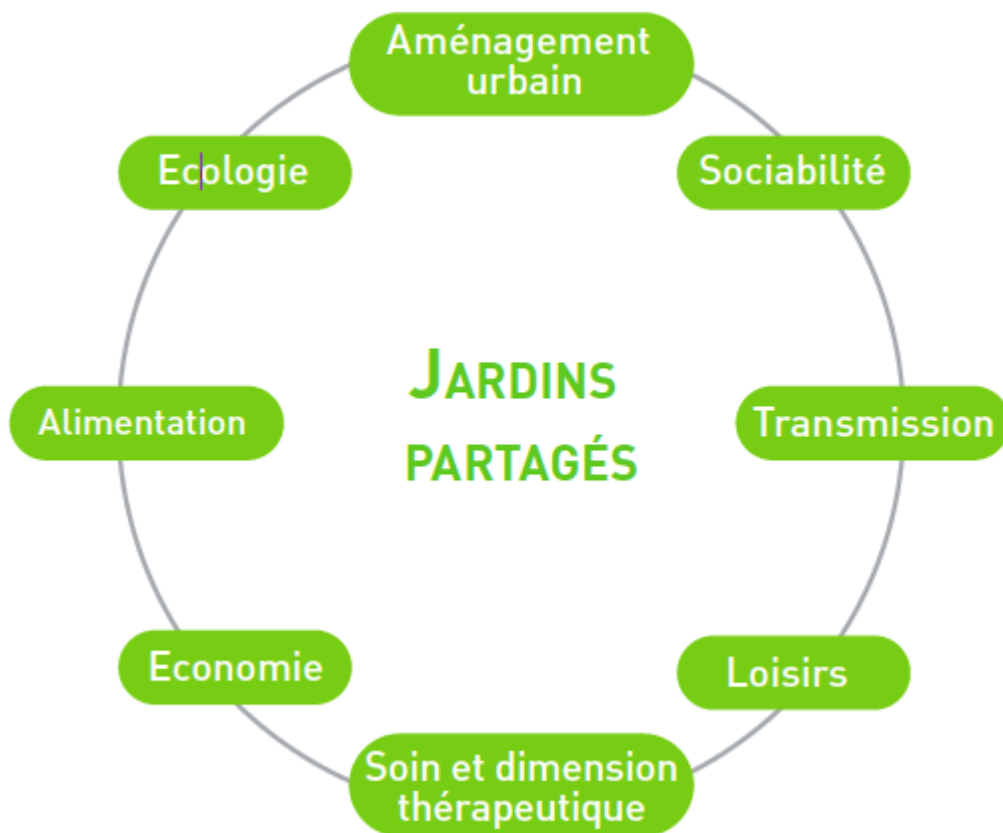 Aménagement
urbain
Ecologie
Sociabilité
JARDINS
PARTAGÉS
Alimentation
Transmission
Economie
Loisirs
Soin et dimension
thérapeutique